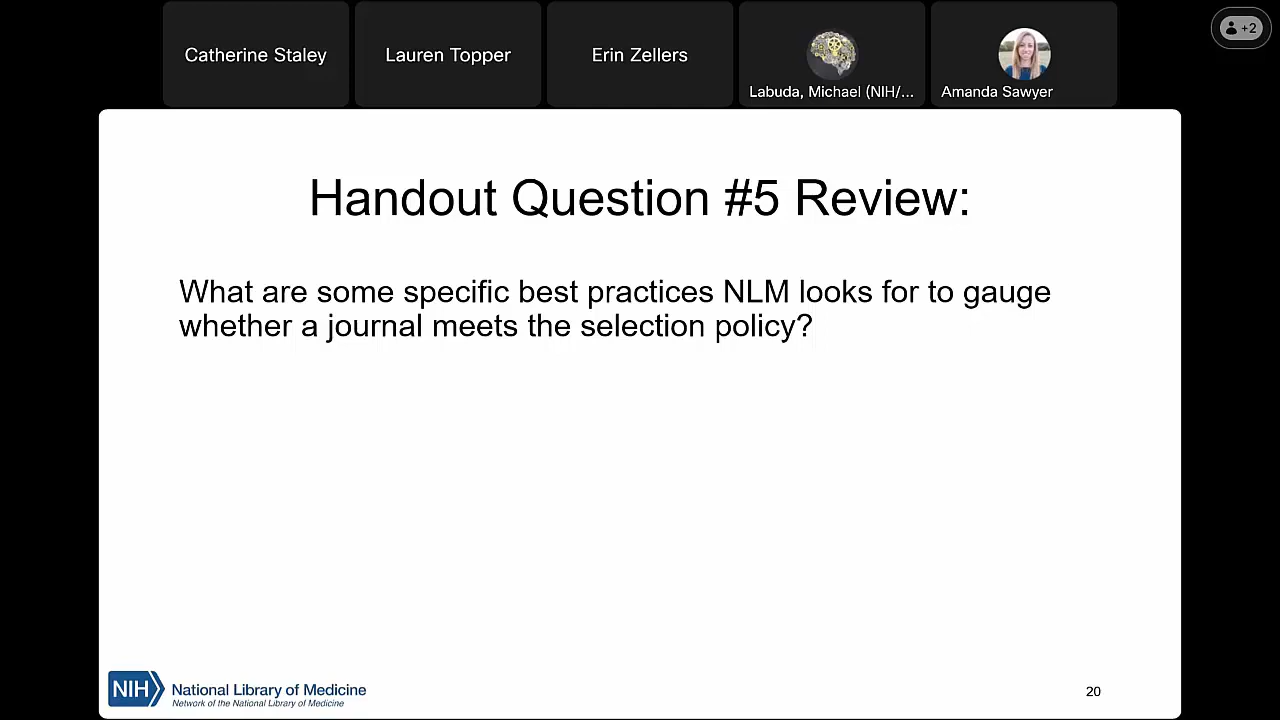 Catherine Staley
Lauren Topper
Erin Zellers
Labuda, Michael (NIH/...
Amanda Sawyer
+2
Handout Question #5 Review:
What are some specific best practices NLM looks for to gauge
whether a journal meets the selection policy?
NIH
National Library of Medicine
Network of the National Library of Medicine
20